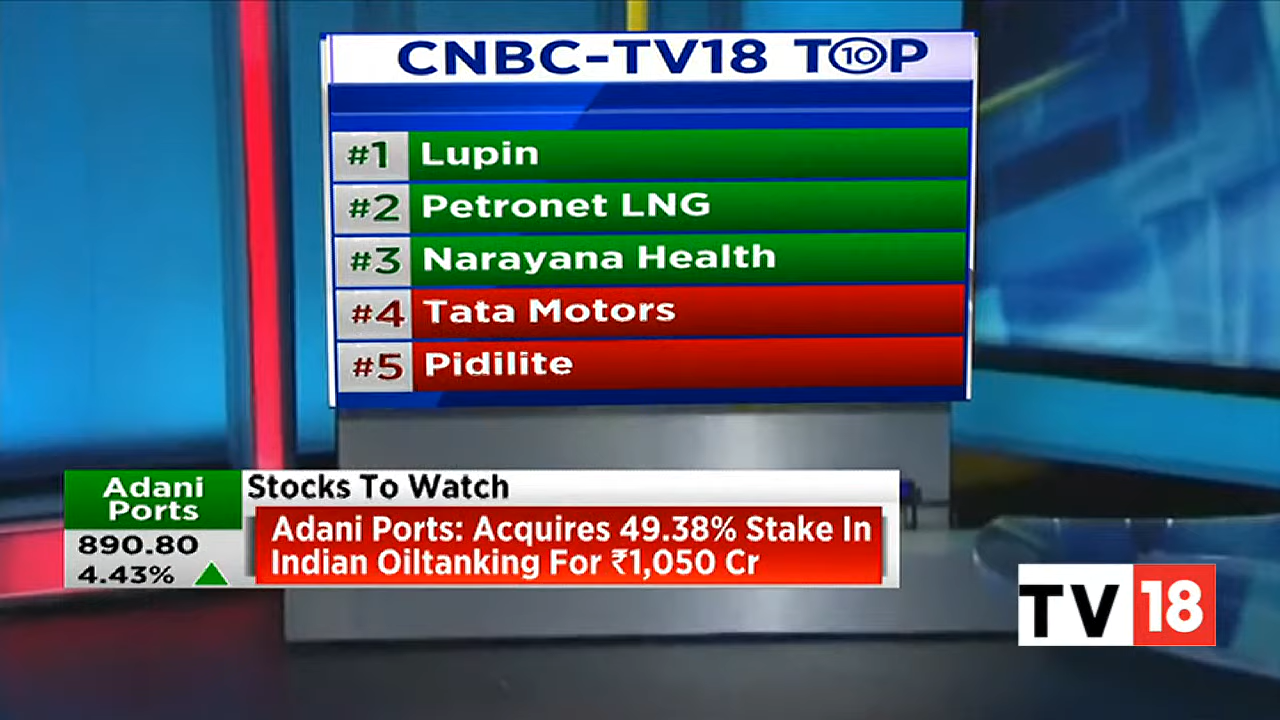 CNBC-TV18 TOP 10
#1 Lupin
#2 Petronet LNG
#3 Narayana Health
#4 Tata Motors
#5 Pidilite
Adani
Ports
890.80
4.43%
Stocks To Watch
Adani Ports: Acquires 49.38% Stake In
Indian Oiltanking For ₹1,050 Cr
TV18